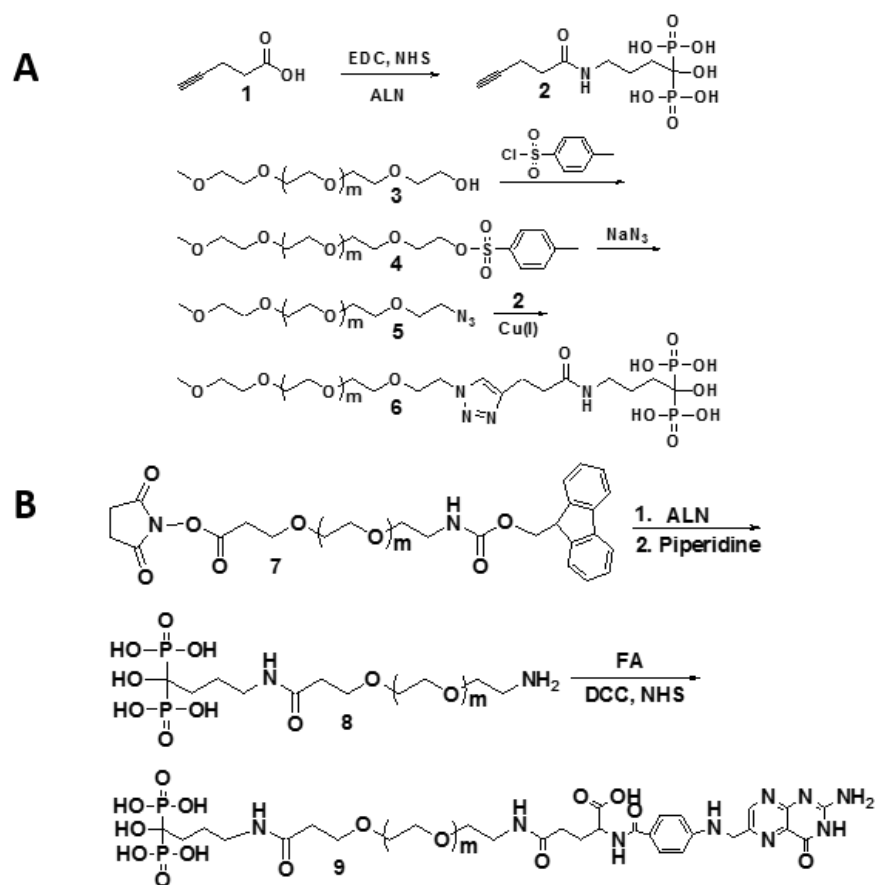 A
O
OH
1
EDC, NHS
ALN
O
N
H
2
O
HO P OH
OH
HO P OH
O
O O O m O OH
3
O
Cl S
O
O O O m O O S O
O
4
NaN3
O O O m O N3
5
2
Cu(I)
O O O m O N
N=N
6
O
N
H
O
HO P OH
OH
HO P OH
O
B
O
N O
O
O
7
O O m
H
N O
O
1. ALN
2. Piperidine
O
HO P OH
HO
HO P OH
O
H
N
O
8
O O m NH2
FA
DCC, NHS
O
HO P OH
HO
HO P OH
O
H
N
O
9
O O m
H
N
O
O OH
N
H
O
H
N
N N NH2
N NH
O